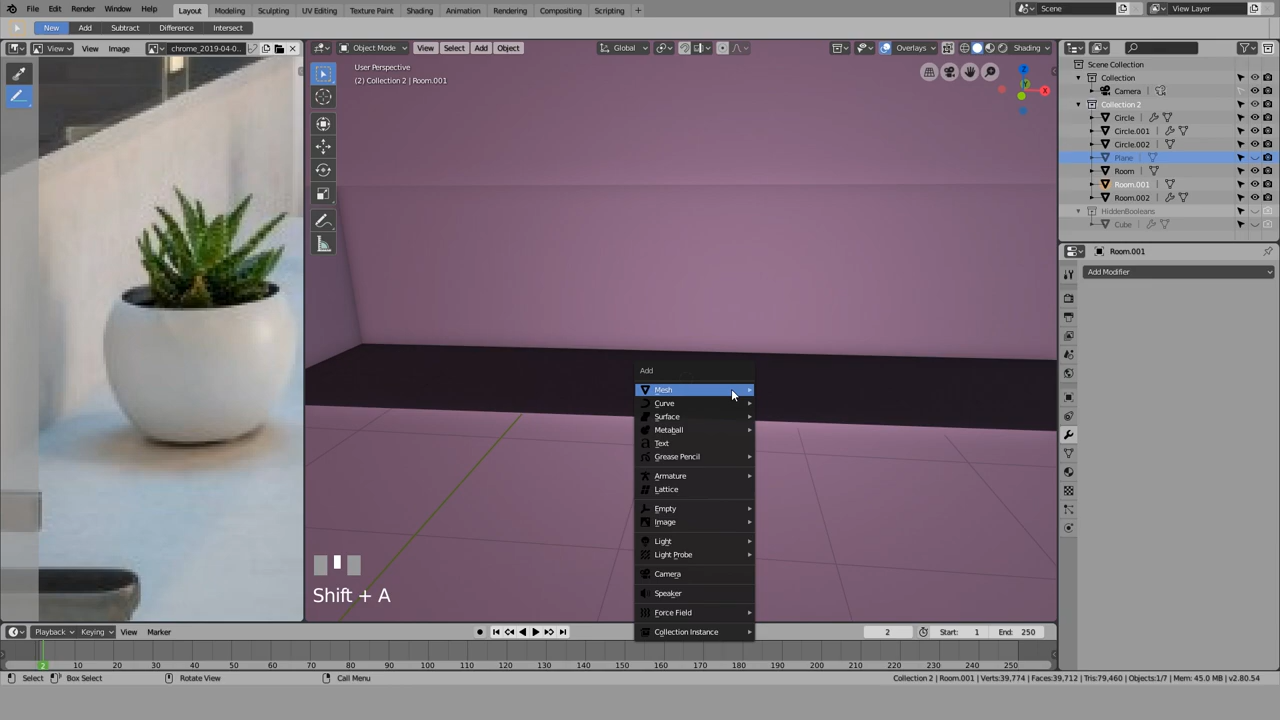 File Edit Render Window Help Layout Modeling Sculpting UV Editing Texture Paint Shading Animation Rendering Compositing Scripting + Scene View Layer
New Add Subtract Difference Intersect
View View Image chrome_2019-04-0.. Object Mode View Select Add Object Global Overlays Shading
User Perspective
(2) Collection 2 | Room.001
X
Scene Collection
Collection
Camera
Collection 2
Circle
Circle.001
Circle.002
Plane
Room
Room.001
Room.002
HiddenBooleans
Cube
Room.001
Add Modifier
Add
Mesh
Curve
Surface
Metaball
Text
Grease Pencil
Armature
Lattice
Empty
Image
Light
Light Probe
Camera
Speaker
Force Field
Collection Instance
Shift + A
Playback Keying View Marker 2 Start: 1 End: 250
2 10 20 30 40 50 60 70 80 90 100 110 120 130 140 150 160 170 180 190 200 210 220 230 240 250
Select Box Select Rotate View Call Menu Collection 2 | Room.001 | Verts:39,774 | Faces:39,712 | Tris:79,460 | Objects:1/7 | Mem: 45.0 MB | v2.80.54